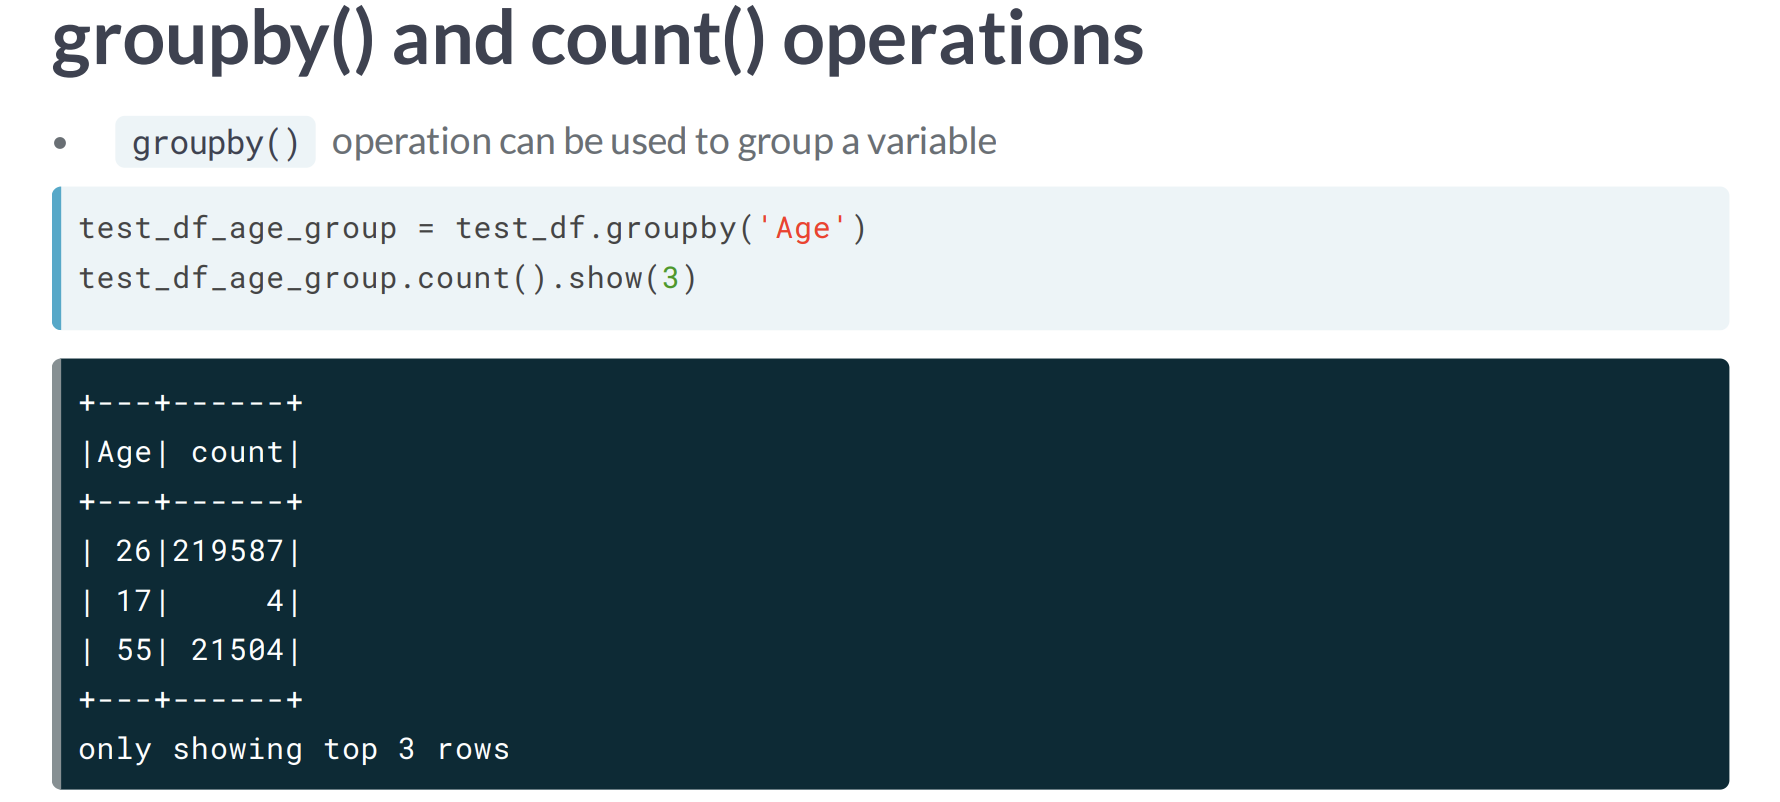 groupby() and count() operations
• groupby() operation can be used to group a variable
test_df_age_group = test_df.groupby('Age')
test_df_age_group.count().show(3)
+---+------+
|Age| count|
+---+------+
| 26|219587|
| 17|     4|
| 55| 21504|
+---+------+
only showing top 3 rows